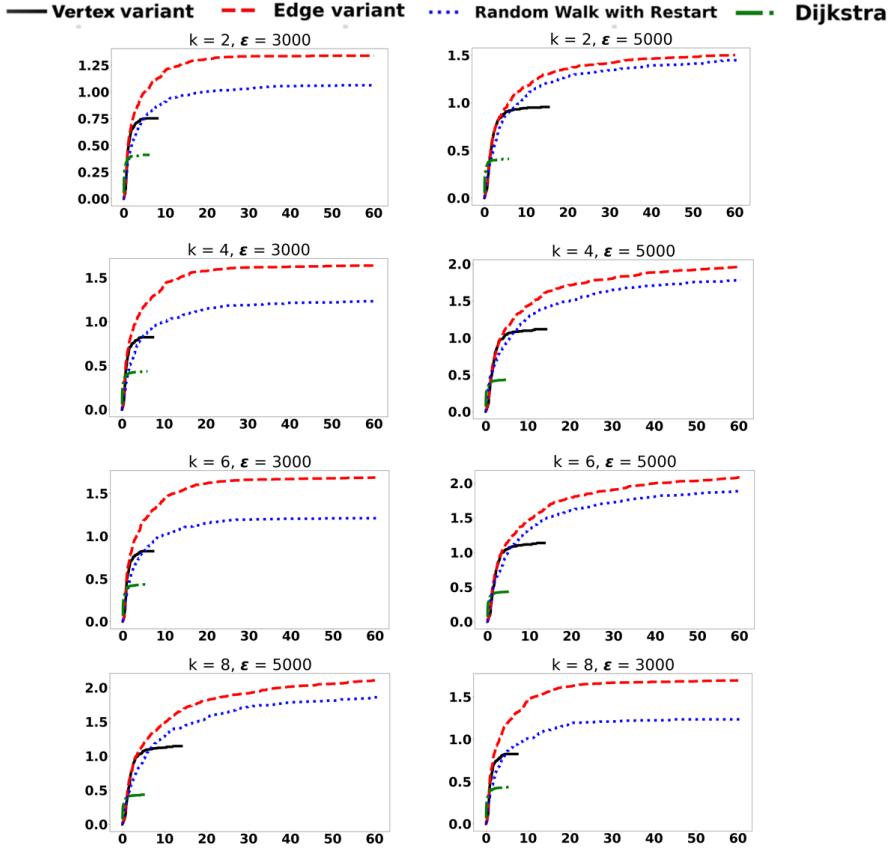 Vertex variant Edge variant Random Walk with Restart Dijkstra
k = 2, ε = 3000 k = 2, ε = 5000
1.25
1.00
0.75
0.50
0.25
0.00
0 10 20 30 40 50 60
1.5
1.0
0.5
0.0
0 10 20 30 40 50 60
k = 4, ε = 3000 k = 4, ε = 5000
1.5
1.0
0.5
0.0
0 10 20 30 40 50 60
2.0
1.5
1.0
0.5
0.0
0 10 20 30 40 50 60
k = 6, ε = 3000 k = 6, ε = 5000
1.5
1.0
0.5
0.0
0 10 20 30 40 50 60
2.0
1.5
1.0
0.5
0.0
0 10 20 30 40 50 60
k = 8, ε = 5000 k = 8, ε = 3000
2.0
1.5
1.0
0.5
0.0
0 10 20 30 40 50 60
1.5
1.0
0.5
0.0
0 10 20 30 40 50 60